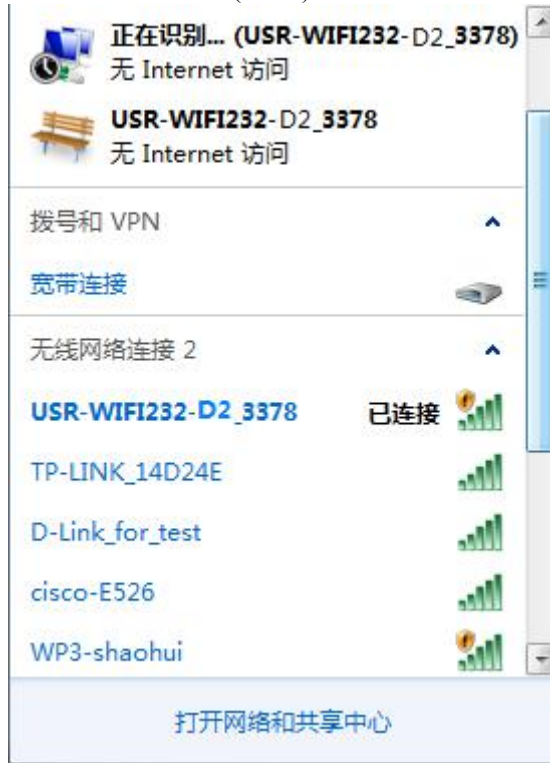 正在识别... (USR-WIFI232-D2_3378)
无 Internet 访问
USR-WIFI232-D2_3378
无 Internet 访问
拨号和 VPN
宽带连接
无线网络连接 2
USR-WIFI232-D2_3378 已连接
TP-LINK_14D24E
D-Link_for_test
cisco-E526
WP3-shaohui
打开网络和共享中心